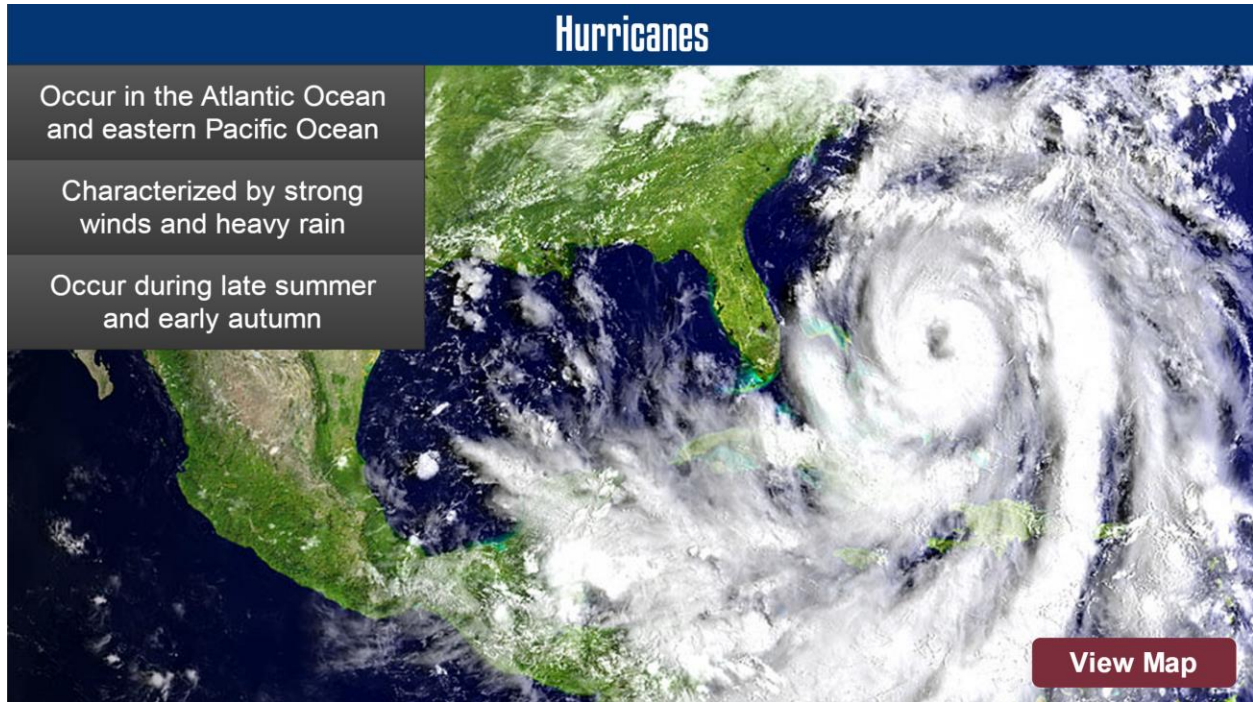 Hurricanes
Occur in the Atlantic Ocean
and eastern Pacific Ocean
Characterized by strong
winds and heavy rain
Occur during late summer
and early autumn
View Map